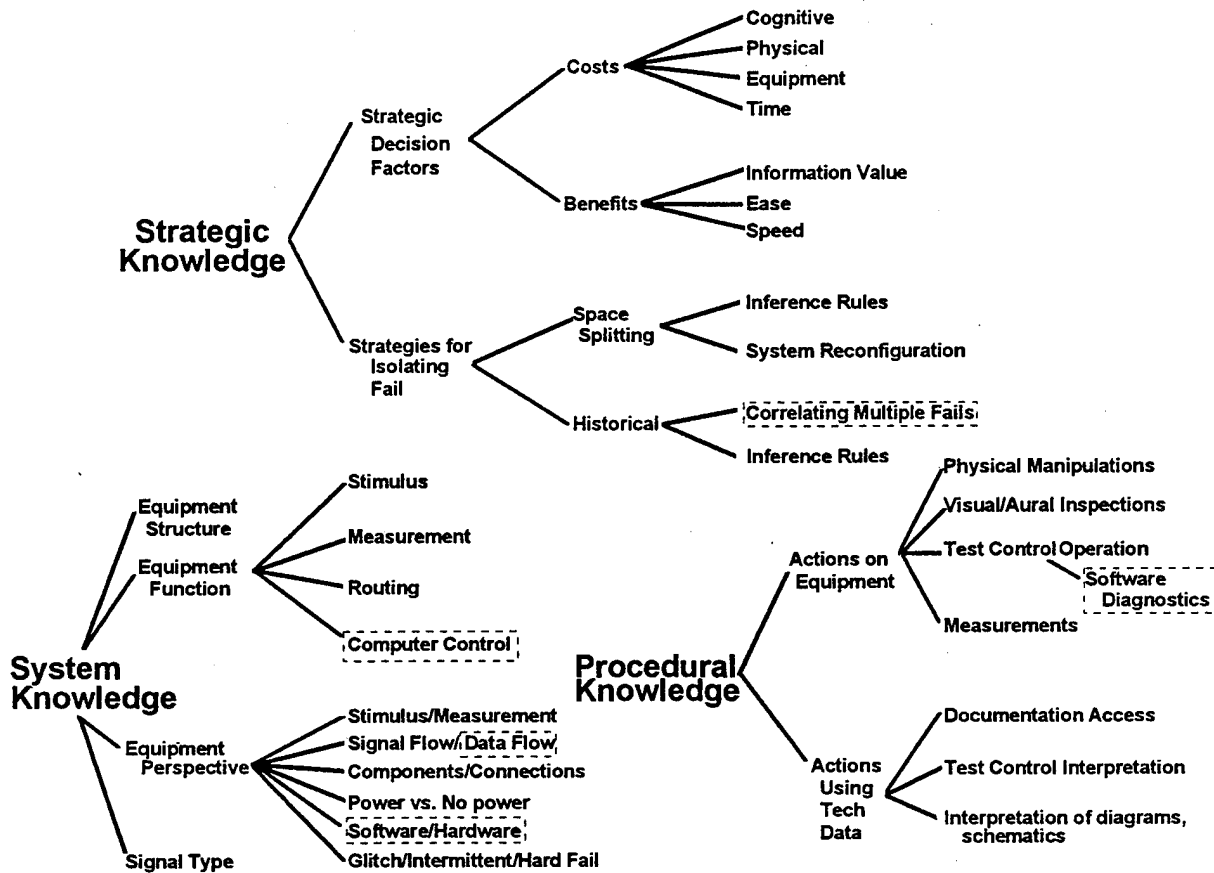 Cognitive
Physical
Equipment
Time
Costs
Strategic
Decision
Factors
Information Value
Ease
Speed
Benefits
Strategic
Knowledge
Inference Rules
System Reconfiguration
Space
Splitting
Strategies for
Isolating
Fail
Correlating Multiple Fails
Inference Rules
Historical
Stimulus
Measurement
Routing
Computer Control
Equipment
Structure
Equipment
Function
System
Knowledge
Equipment
Perspective
Stimulus/Measurement
Signal Flow/Data Flow
Components/Connections
Power vs. No power
Software/Hardware
Glitch/Intermittent/Hard Fail
Signal Type
Physical Manipulations
Visual/Aural Inspections
Test Control Operation
Software
Diagnostics
Measurements
Actions on
Equipment
Procedural
Knowledge
Documentation Access
Test Control Interpretation
Interpretation of diagrams,
schematics
Actions
Using
Tech
Data